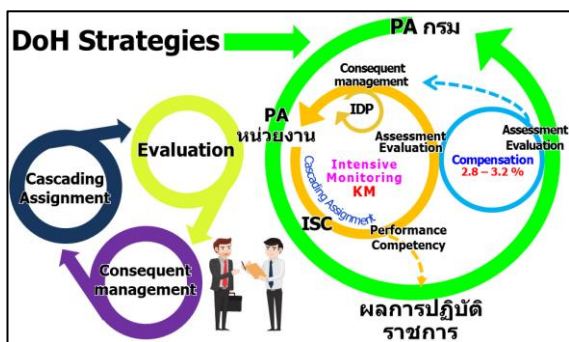 DoH Strategies
PA กรม
Consequent
management
IDP
PA
หน่วยงาน
Evaluation
Assessment
Evaluation
Assessment
Evaluation
Compensation
2.8 – 3.2 %
Cascading
Assignment
Intensive
Monitoring
KM
Cascading Assignment
ISC
Performance
Competency
Consequent
management
ผลการปฏิบัติ
ราชการ